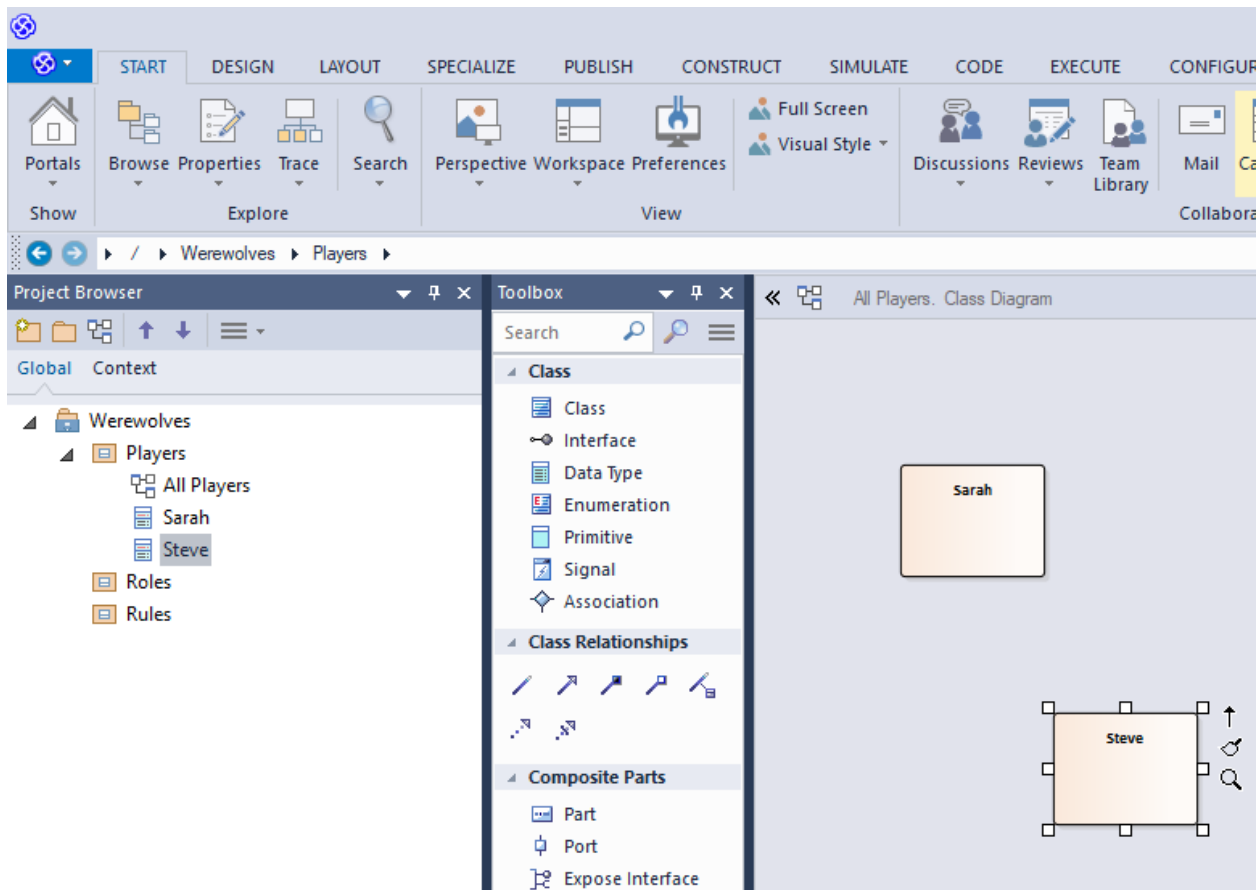 START DESIGN LAYOUT SPECIALIZE PUBLISH CONSTRUCT SIMULATE CODE EXECUTE CONFIGUR
Full Screen
Visual Style
Portals Browse Properties Trace Search Perspective Workspace Preferences Discussions Reviews Team Library Mail Ca
Show Explore View Collabora
/ Werewolves Players
Project Browser
Toolbox
All Players. Class Diagram
Search
Global Context
Class
Werewolves
Players
All Players
Sarah
Steve
Roles
Rules
Class
Interface
Data Type
Enumeration
Primitive
Signal
Association
Class Relationships
Composite Parts
Part
Port
Expose Interface
Sarah
Steve